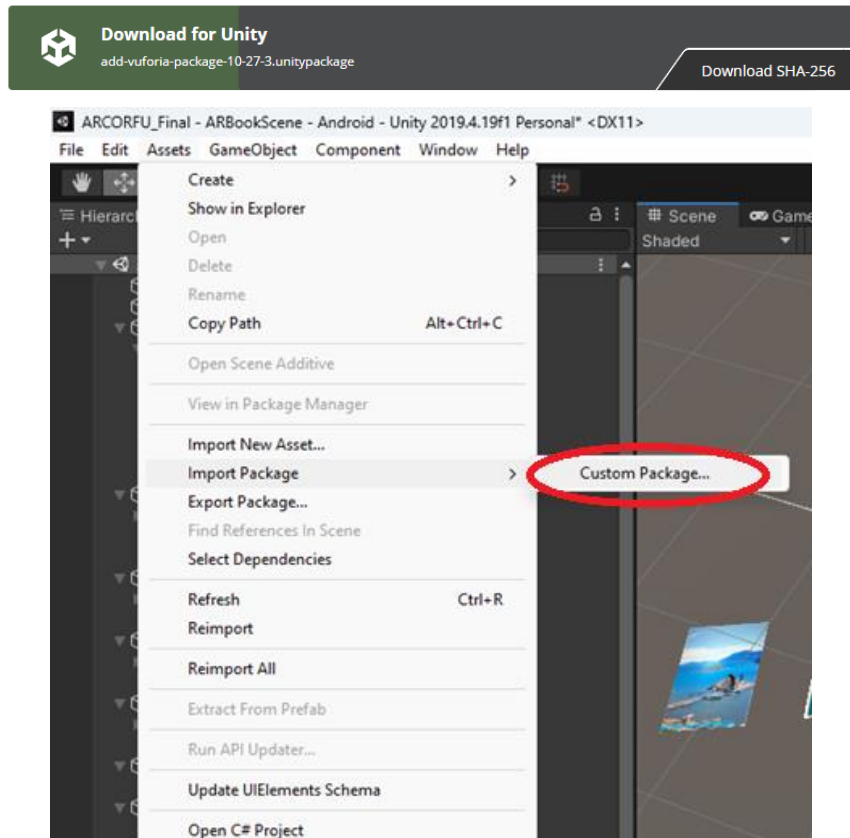 Download for Unity
add-vuforia-package-10-27-3.unitypackage
Download SHA-256
ARCORFU_Final - ARBookScene - Android - Unity 2019.4.19f1 Personal* <DX11>
File Edit Assets GameObject Component Window Help
Create
Hierarc
Scene
Game
Show in Explorer
Shaded
Open
Delete
Rename
Copy Path Alt+Ctrl+C
Open Scene Additive
View in Package Manager
Import New Asset...
Import Package
Custom Package...
Export Package...
Find References In Scene
Select Dependencies
Refresh Ctrl+R
Reimport
Reimport All
Extract From Prefab
Run API Updater...
Update UIElements Schema
Open C# Project